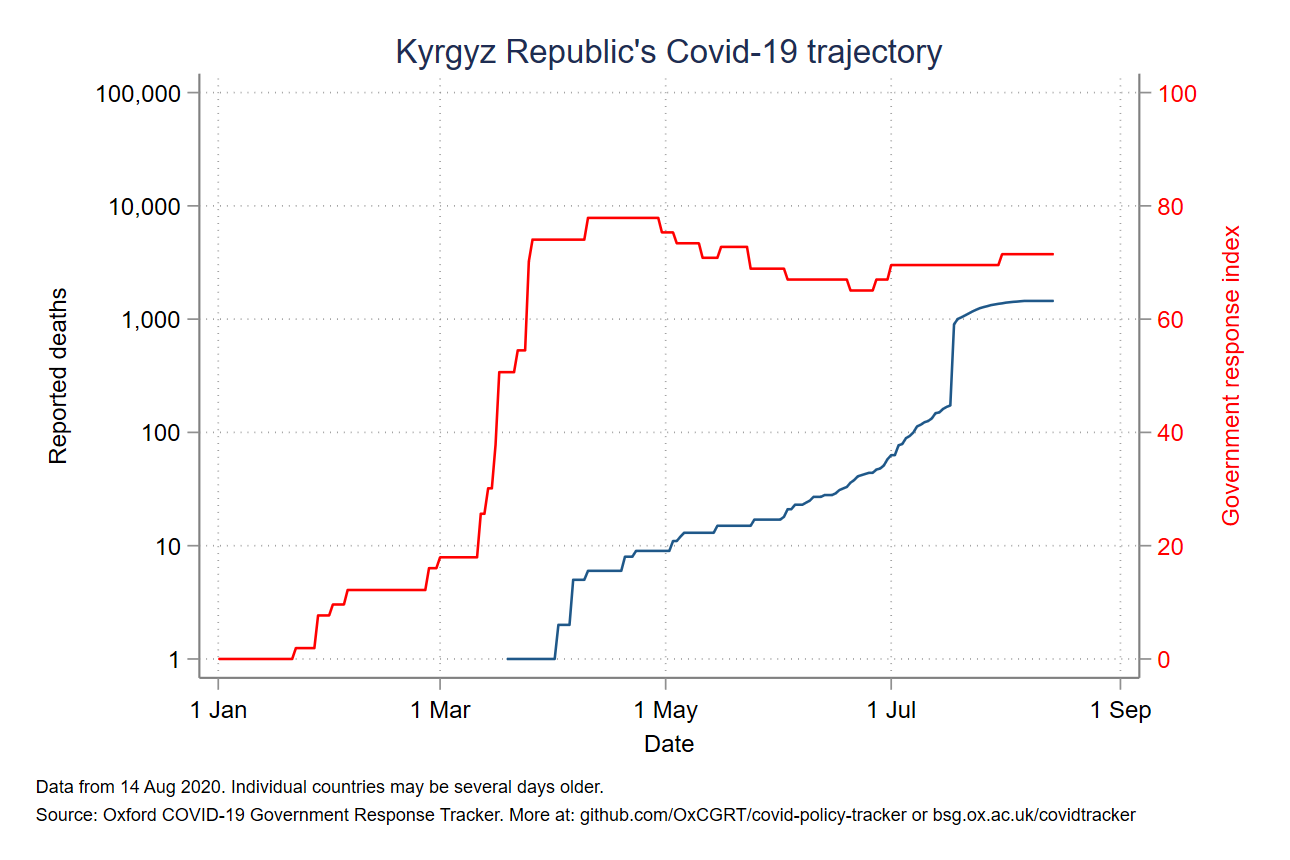 Kyrgyz Republic's Covid-19 trajectory
100,000
10,000
1,000
100
10
1
Reported deaths
100
80
60
40
20
0
Government response index
1 Jan
1 Mar
1 May
1 Jul
1 Sep
Date
Data from 14 Aug 2020. Individual countries may be several days older.
Source: Oxford COVID-19 Government Response Tracker. More at: github.com/OxCGRT/covid-policy-tracker or bsg.ox.ac.uk/covidtracker